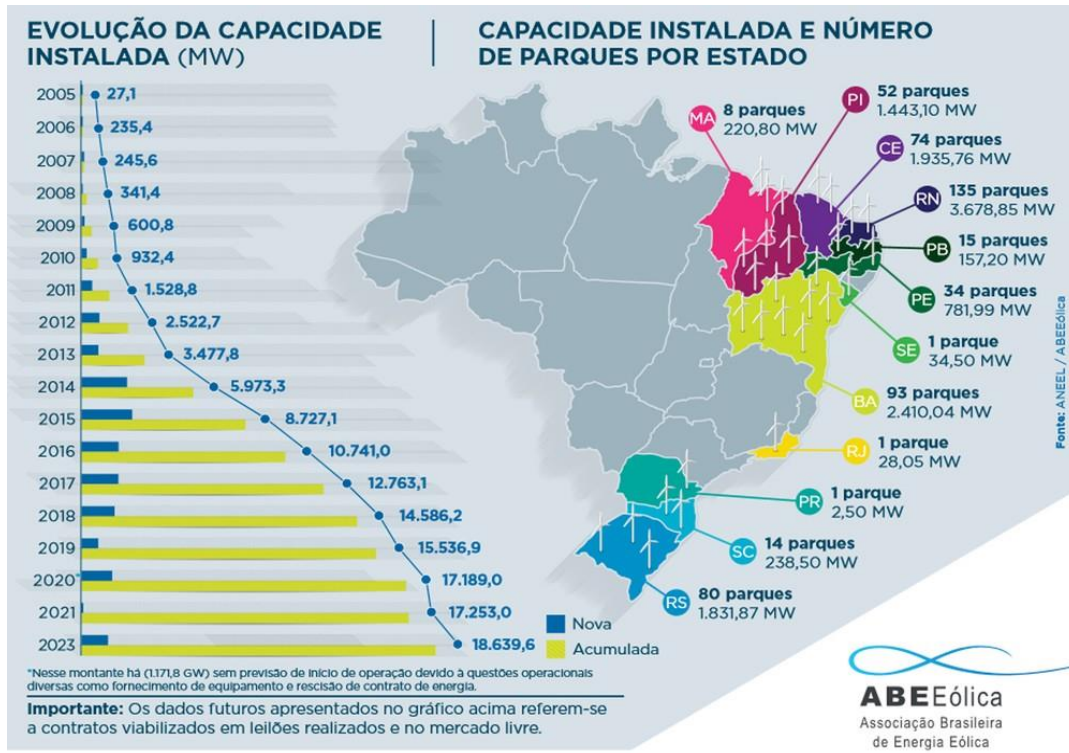 EVOLUÇÃO DA CAPACIDADE
INSTALADA (MW)
2005 27,1
2006 235,4
2007 245,6
2008 341,4
2009 600,8
2010 932,4
2011 1.528,8
2012 2.522,7
2013 3.477,8
2014 5.973,3
2015 8.727,1
2016 10.741,0
2017 12.763,1
2018 14.586,2
2019 15.536,9
2020* 17.189,0
2021 17.253,0
2023 18.639,6
Nova
Acumulada
*Nesse montante há (1.171,8 GW) sem previsão de início de operação devido à questões operacionais
diversas como fornecimento de equipamento e rescisão de contrato de energia.
Importante: Os dados futuros apresentados no gráfico acima referem-se
a contratos viabilizados em leilões realizados e no mercado livre.
CAPACIDADE INSTALADA E NÚMERO
DE PARQUES POR ESTADO
MA 8 parques
220,80 MW
PI 52 parques
1.443,10 MW
CE 74 parques
1.935,76 MW
RN 135 parques
3.678,85 MW
PB 15 parques
157,20 MW
PE 34 parques
781,99 MW
SE 1 parque
34,50 MW
BA 93 parques
2.410,04 MW
RJ 1 parque
28,05 MW
PR 1 parque
2,50 MW
SC 14 parques
238,50 MW
RS 80 parques
1.831,87 MW
Fonte: ANEEL / ABEEólica
ABEEólica
Associação Brasileira
de Energia Eólica